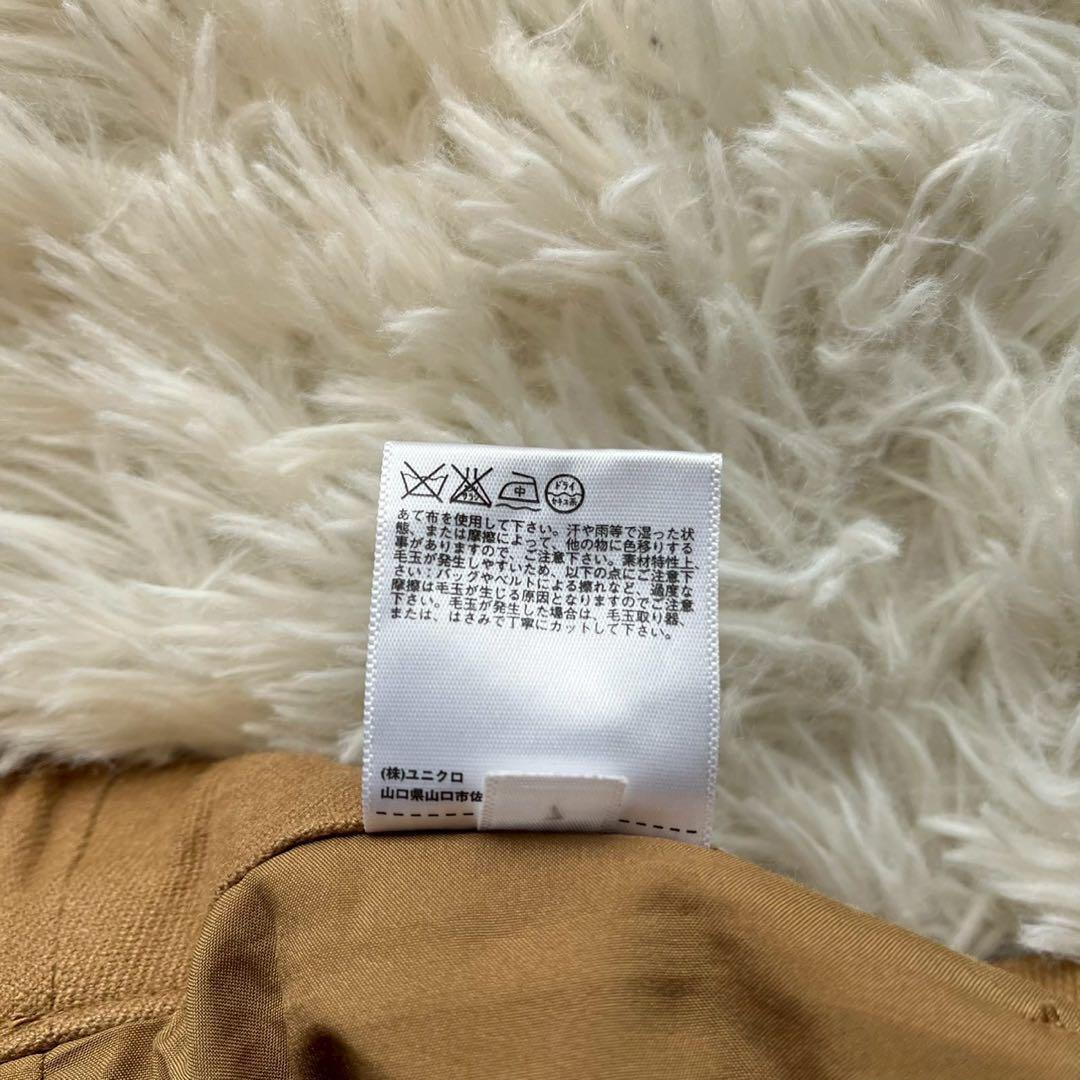 エンソ
サラシ
中
ドライ
セキユ系
あて布を使用して下さい。汗や雨等で湿った状
態、または摩擦によって、他の物に色移りする
事がありますので、ご注意下さい。素材特性上
毛玉が発生しやすいため、以下の点にご注意下
さい：バッグやベルトによる擦れなど、過度な
摩擦は毛玉が生じる原因となりますのでご注意
下さい。毛玉が発生した場合は、毛玉取り器、
または、はさみで丁寧にカットして下さい。
(株)ユニクロ
山口県山口市佐